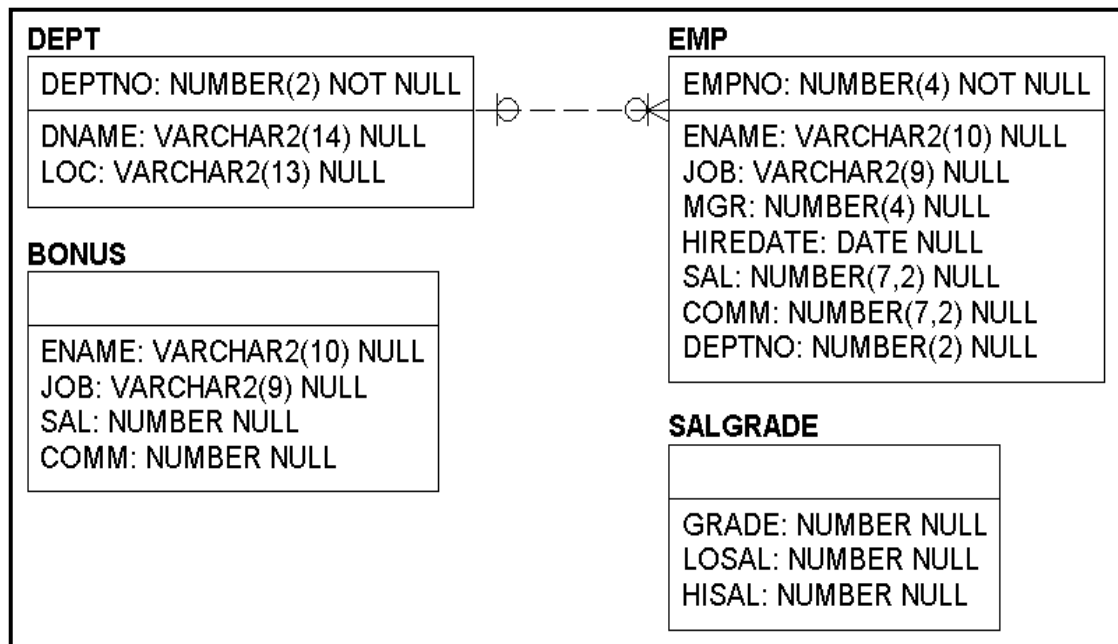 DEPT
DEPTNO: NUMBER(2) NOT NULL
DNAME: VARCHAR2(14) NULL
LOC: VARCHAR2(13) NULL
BONUS
ENAME: VARCHAR2(10) NULL
JOB: VARCHAR2(9) NULL
SAL: NUMBER NULL
COMM: NUMBER NULL
EMP
EMPNO: NUMBER(4) NOT NULL
ENAME: VARCHAR2(10) NULL
JOB: VARCHAR2(9) NULL
MGR: NUMBER(4) NULL
HIREDATE: DATE NULL
SAL: NUMBER(7,2) NULL
COMM: NUMBER(7,2) NULL
DEPTNO: NUMBER(2) NULL
SALGRADE
GRADE: NUMBER NULL
LOSAL: NUMBER NULL
HISAL: NUMBER NULL